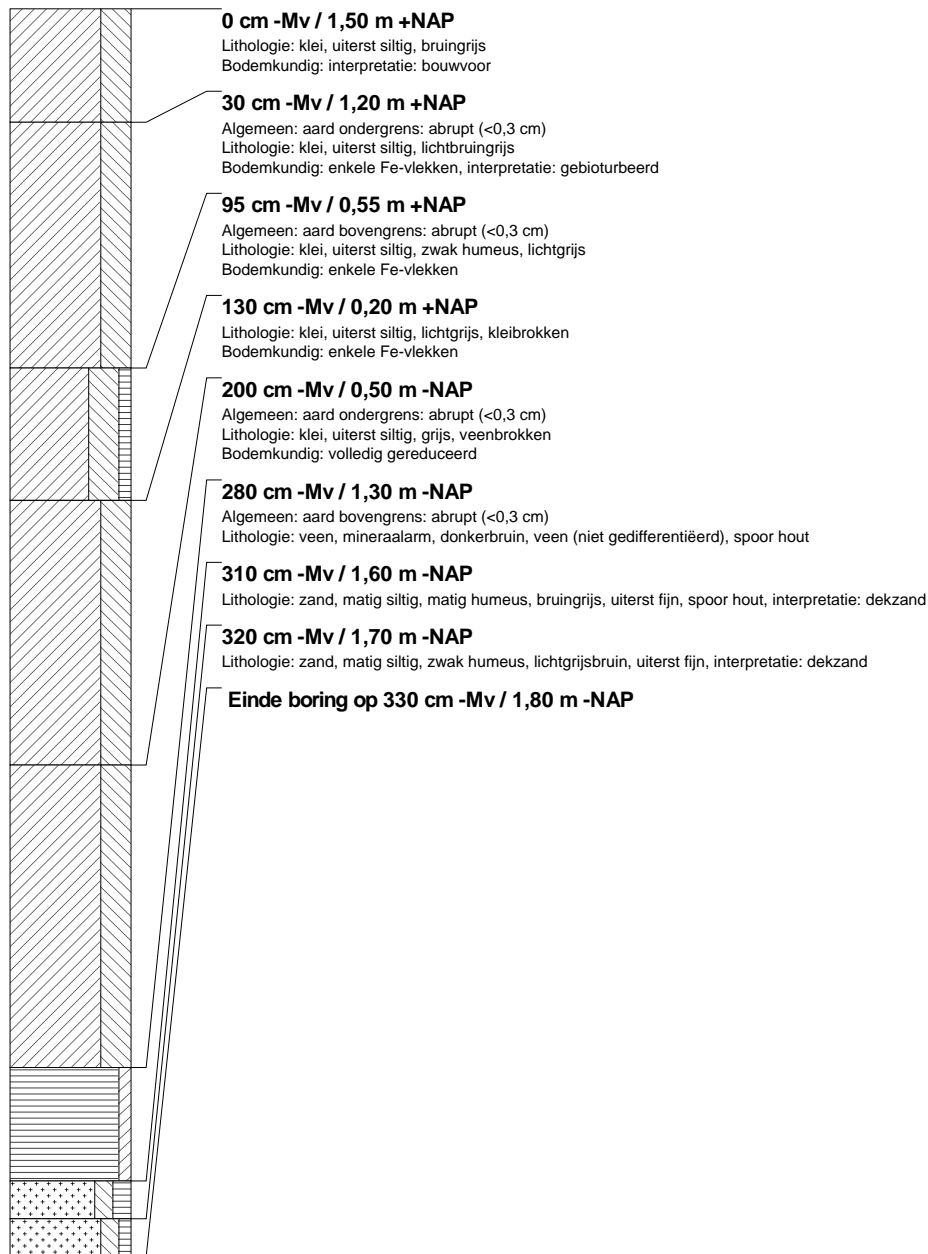 0 cm -Mv / 1,50 m +NAP
Lithologie: klei, uiterst siltig, bruingrijs
Bodemkundig: interpretatie: bouwvoor
30 cm -Mv / 1,20 m +NAP
Algemeen: aard ondergrens: abrupt (<0,3 cm)
Lithologie: klei, uiterst siltig, lichtbruingrijs
Bodemkundig: enkele Fe-vlekken, interpretatie: gebioturbeerd
95 cm -Mv / 0,55 m +NAP
Algemeen: aard bovengrens: abrupt (<0,3 cm)
Lithologie: klei, uiterst siltig, zwak humeus, lichtgrijs
Bodemkundig: enkele Fe-vlekken
130 cm -Mv / 0,20 m +NAP
Lithologie: klei, uiterst siltig, lichtgrijs, kleibrokken
Bodemkundig: enkele Fe-vlekken
200 cm -Mv / 0,50 m -NAP
Algemeen: aard ondergrens: abrupt (<0,3 cm)
Lithologie: klei, uiterst siltig, grijs, veenbrokken
Bodemkundig: volledig gereduceerd
280 cm -Mv / 1,30 m -NAP
Algemeen: aard bovengrens: abrupt (<0,3 cm)
Lithologie: veen, mineraalarm, donkerbruin, veen (niet gedifferentiëerd), spoor hout
310 cm -Mv / 1,60 m -NAP
Lithologie: zand, matig siltig, matig humeus, bruingrijs, uiterst fijn, spoor hout, interpretatie: dekzand
320 cm -Mv / 1,70 m -NAP
Lithologie: zand, matig siltig, zwak humeus, lichtgrijsbruin, uiterst fijn, interpretatie: dekzand
Einde boring op 330 cm -Mv / 1,80 m -NAP